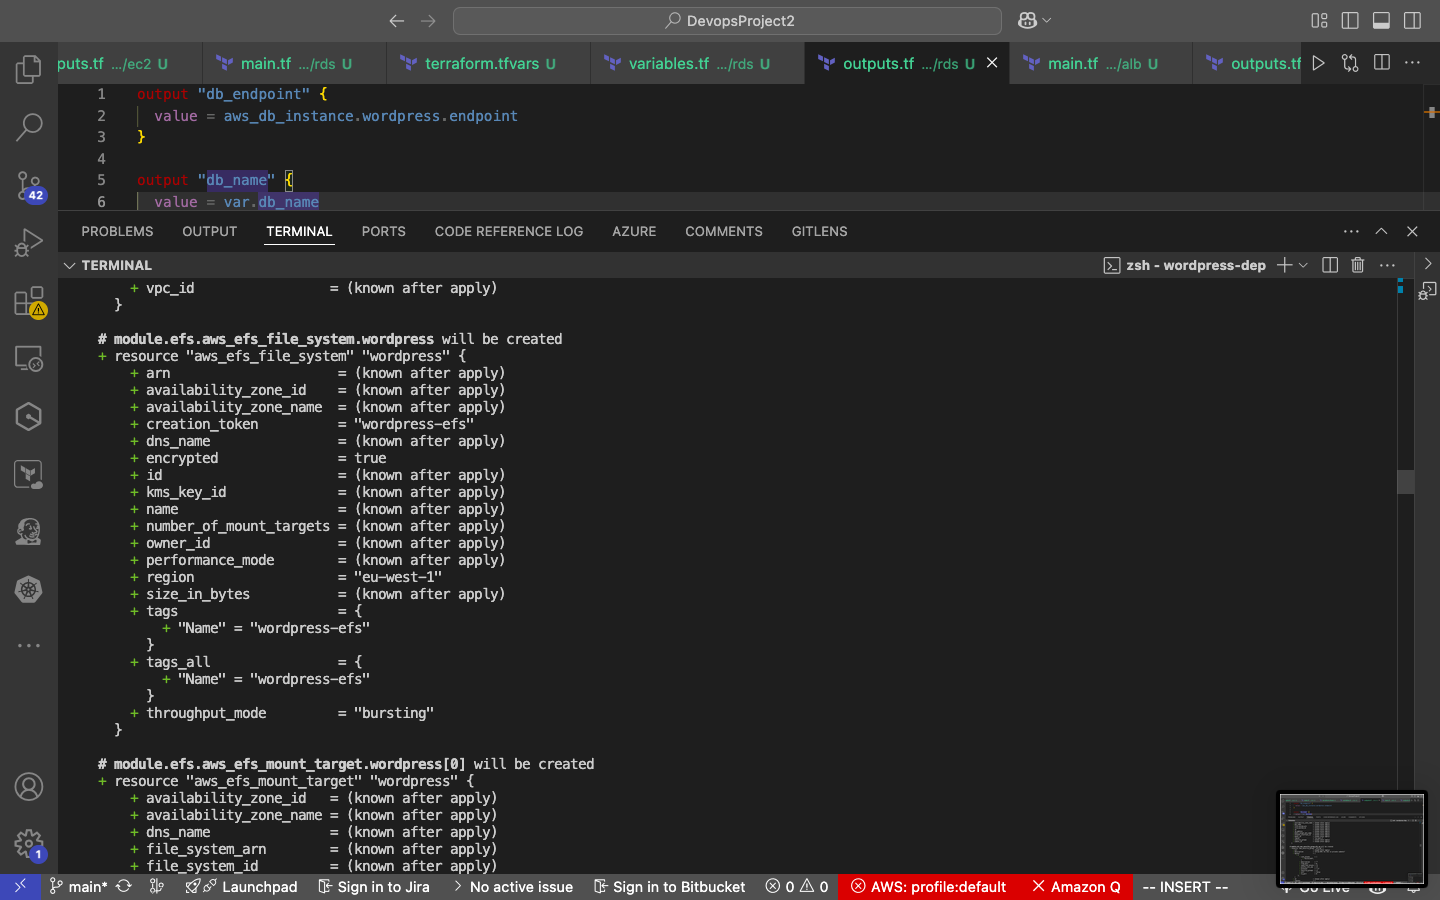 DevopsProject2
puts.tf .../ec2 U
main.tf .../rds U
terraform.tfvars U
variables.tf .../rds U
outputs.tf .../rds U
main.tf .../alb U
outputs.tf
1 output "db_endpoint" {
2 value = aws_db_instance.wordpress.endpoint
3 }
4
5 output "db_name" {
6 value = var.db_name
PROBLEMS OUTPUT TERMINAL PORTS CODE REFERENCE LOG AZURE COMMENTS GITLENS
TERMINAL
zsh - wordpress-dep
+ vpc_id = (known after apply)
}
# module.efs.aws_efs_file_system.wordpress will be created
+ resource "aws_efs_file_system" "wordpress" {
+ arn = (known after apply)
+ availability_zone_id = (known after apply)
+ availability_zone_name = (known after apply)
+ creation_token = "wordpress-efs"
+ dns_name = (known after apply)
+ encrypted = true
+ id = (known after apply)
+ kms_key_id = (known after apply)
+ name = (known after apply)
+ number_of_mount_targets = (known after apply)
+ owner_id = (known after apply)
+ performance_mode = (known after apply)
+ region = "eu-west-1"
+ size_in_bytes = (known after apply)
+ tags = {
+ "Name" = "wordpress-efs"
}
+ tags_all = {
+ "Name" = "wordpress-efs"
}
+ throughput_mode = "bursting"
}
# module.efs.aws_efs_mount_target.wordpress[0] will be created
+ resource "aws_efs_mount_target" "wordpress" {
+ availability_zone_id = (known after apply)
+ availability_zone_name = (known after apply)
+ dns_name = (known after apply)
+ file_system_arn = (known after apply)
+ file_system_id = (known after apply)
42
1
main* Launchpad Sign in to Jira No active issue Sign in to Bitbucket 0 0 AWS: profile:default Amazon Q -- INSERT --